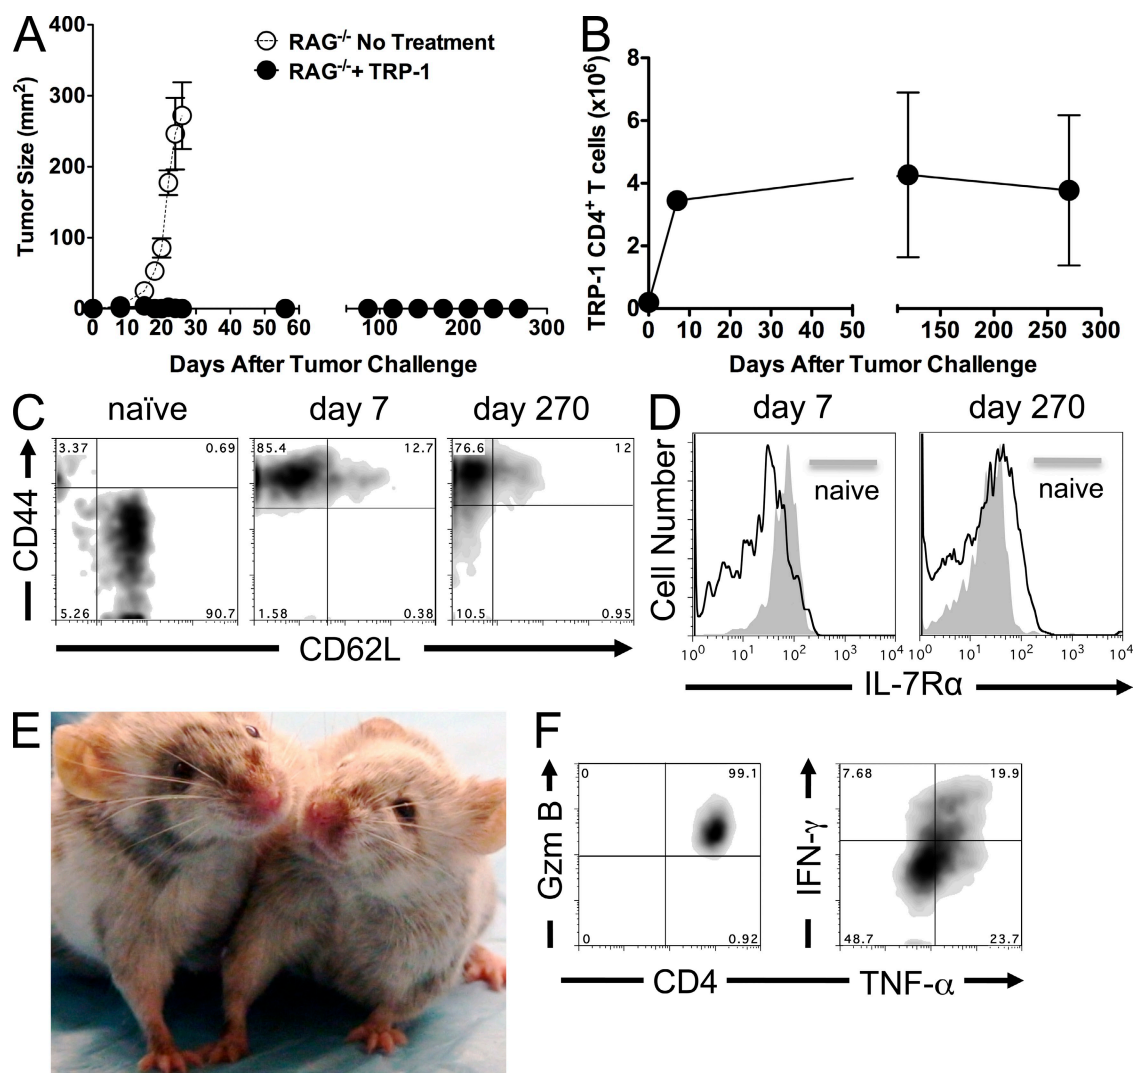 A
400
300
200
100
0
Tumor Size (mm²)
RAG-/- No Treatment
RAG-/-+ TRP-1
0 10 20 30 40 50 60 100 200 300
Days After Tumor Challenge
B
8
6
4
2
0
TRP-1 CD4+ T cells (x10⁶)
0 10 20 30 40 50 150 200 250 300
Days After Tumor Challenge
C
naïve day 7 day 270
3.37 0.69 85.4 12.7 76.6 12
CD44
5.26 90.7 1.58 0.38 10.5 0.95
CD62L
D
day 7 day 270
naive naive
Cell Number
10⁰ 10¹ 10² 10³ 10⁴ 10⁰ 10¹ 10² 10³ 10⁴
IL-7Rα
E
F
0 99.1 7.68 19.9
Gzm B IFN-γ
0 0.92 48.7 23.7
CD4 TNF-α